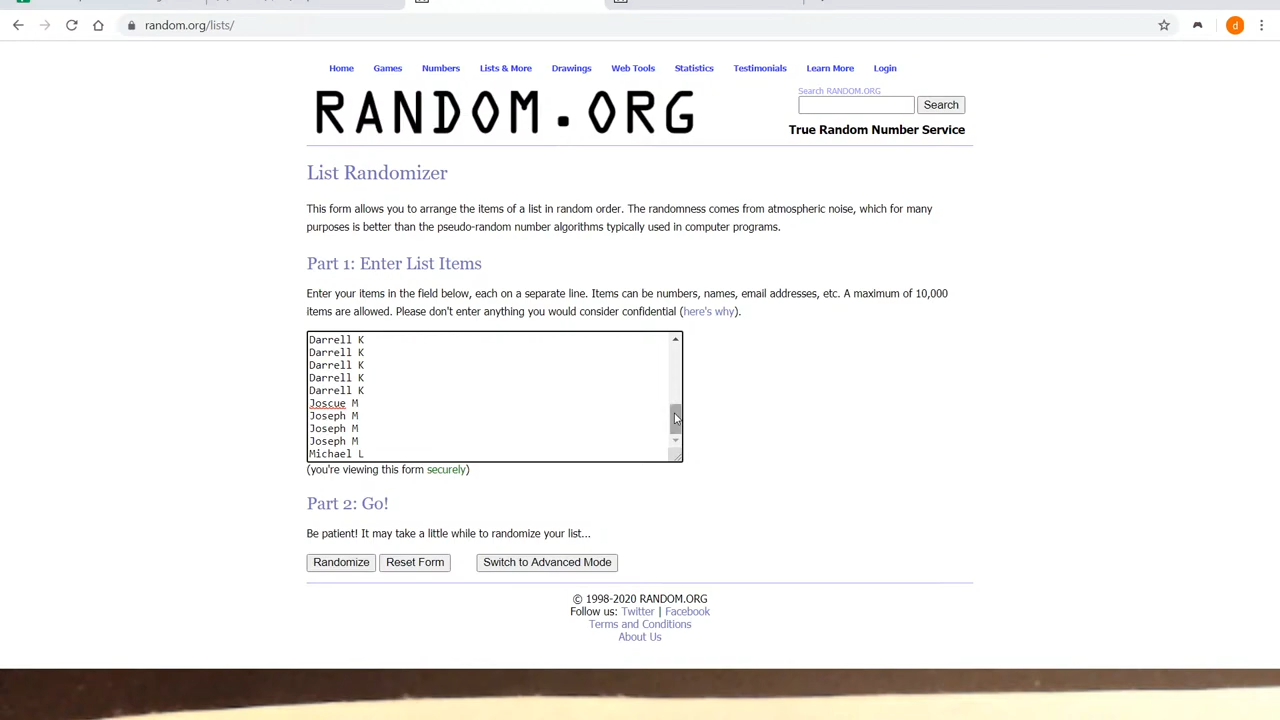 random.org/lists/
d
Home Games Numbers Lists & More Drawings Web Tools Statistics Testimonials Learn More Login
RANDOM.ORG
Search RANDOM.ORG
Search
True Random Number Service
List Randomizer
This form allows you to arrange the items of a list in random order. The randomness comes from atmospheric noise, which for many
purposes is better than the pseudo-random number algorithms typically used in computer programs.
Part 1: Enter List Items
Enter your items in the field below, each on a separate line. Items can be numbers, names, email addresses, etc. A maximum of 10,000
items are allowed. Please don't enter anything you would consider confidential (here's why).
Darrell K
Darrell K
Darrell K
Darrell K
Darrell K
Joscue M
Joseph M
Joseph M
Joseph M
Michael L
(you're viewing this form securely)
Part 2: Go!
Be patient! It may take a little while to randomize your list...
Randomize Reset Form Switch to Advanced Mode
© 1998-2020 RANDOM.ORG
Follow us: Twitter | Facebook
Terms and Conditions
About Us